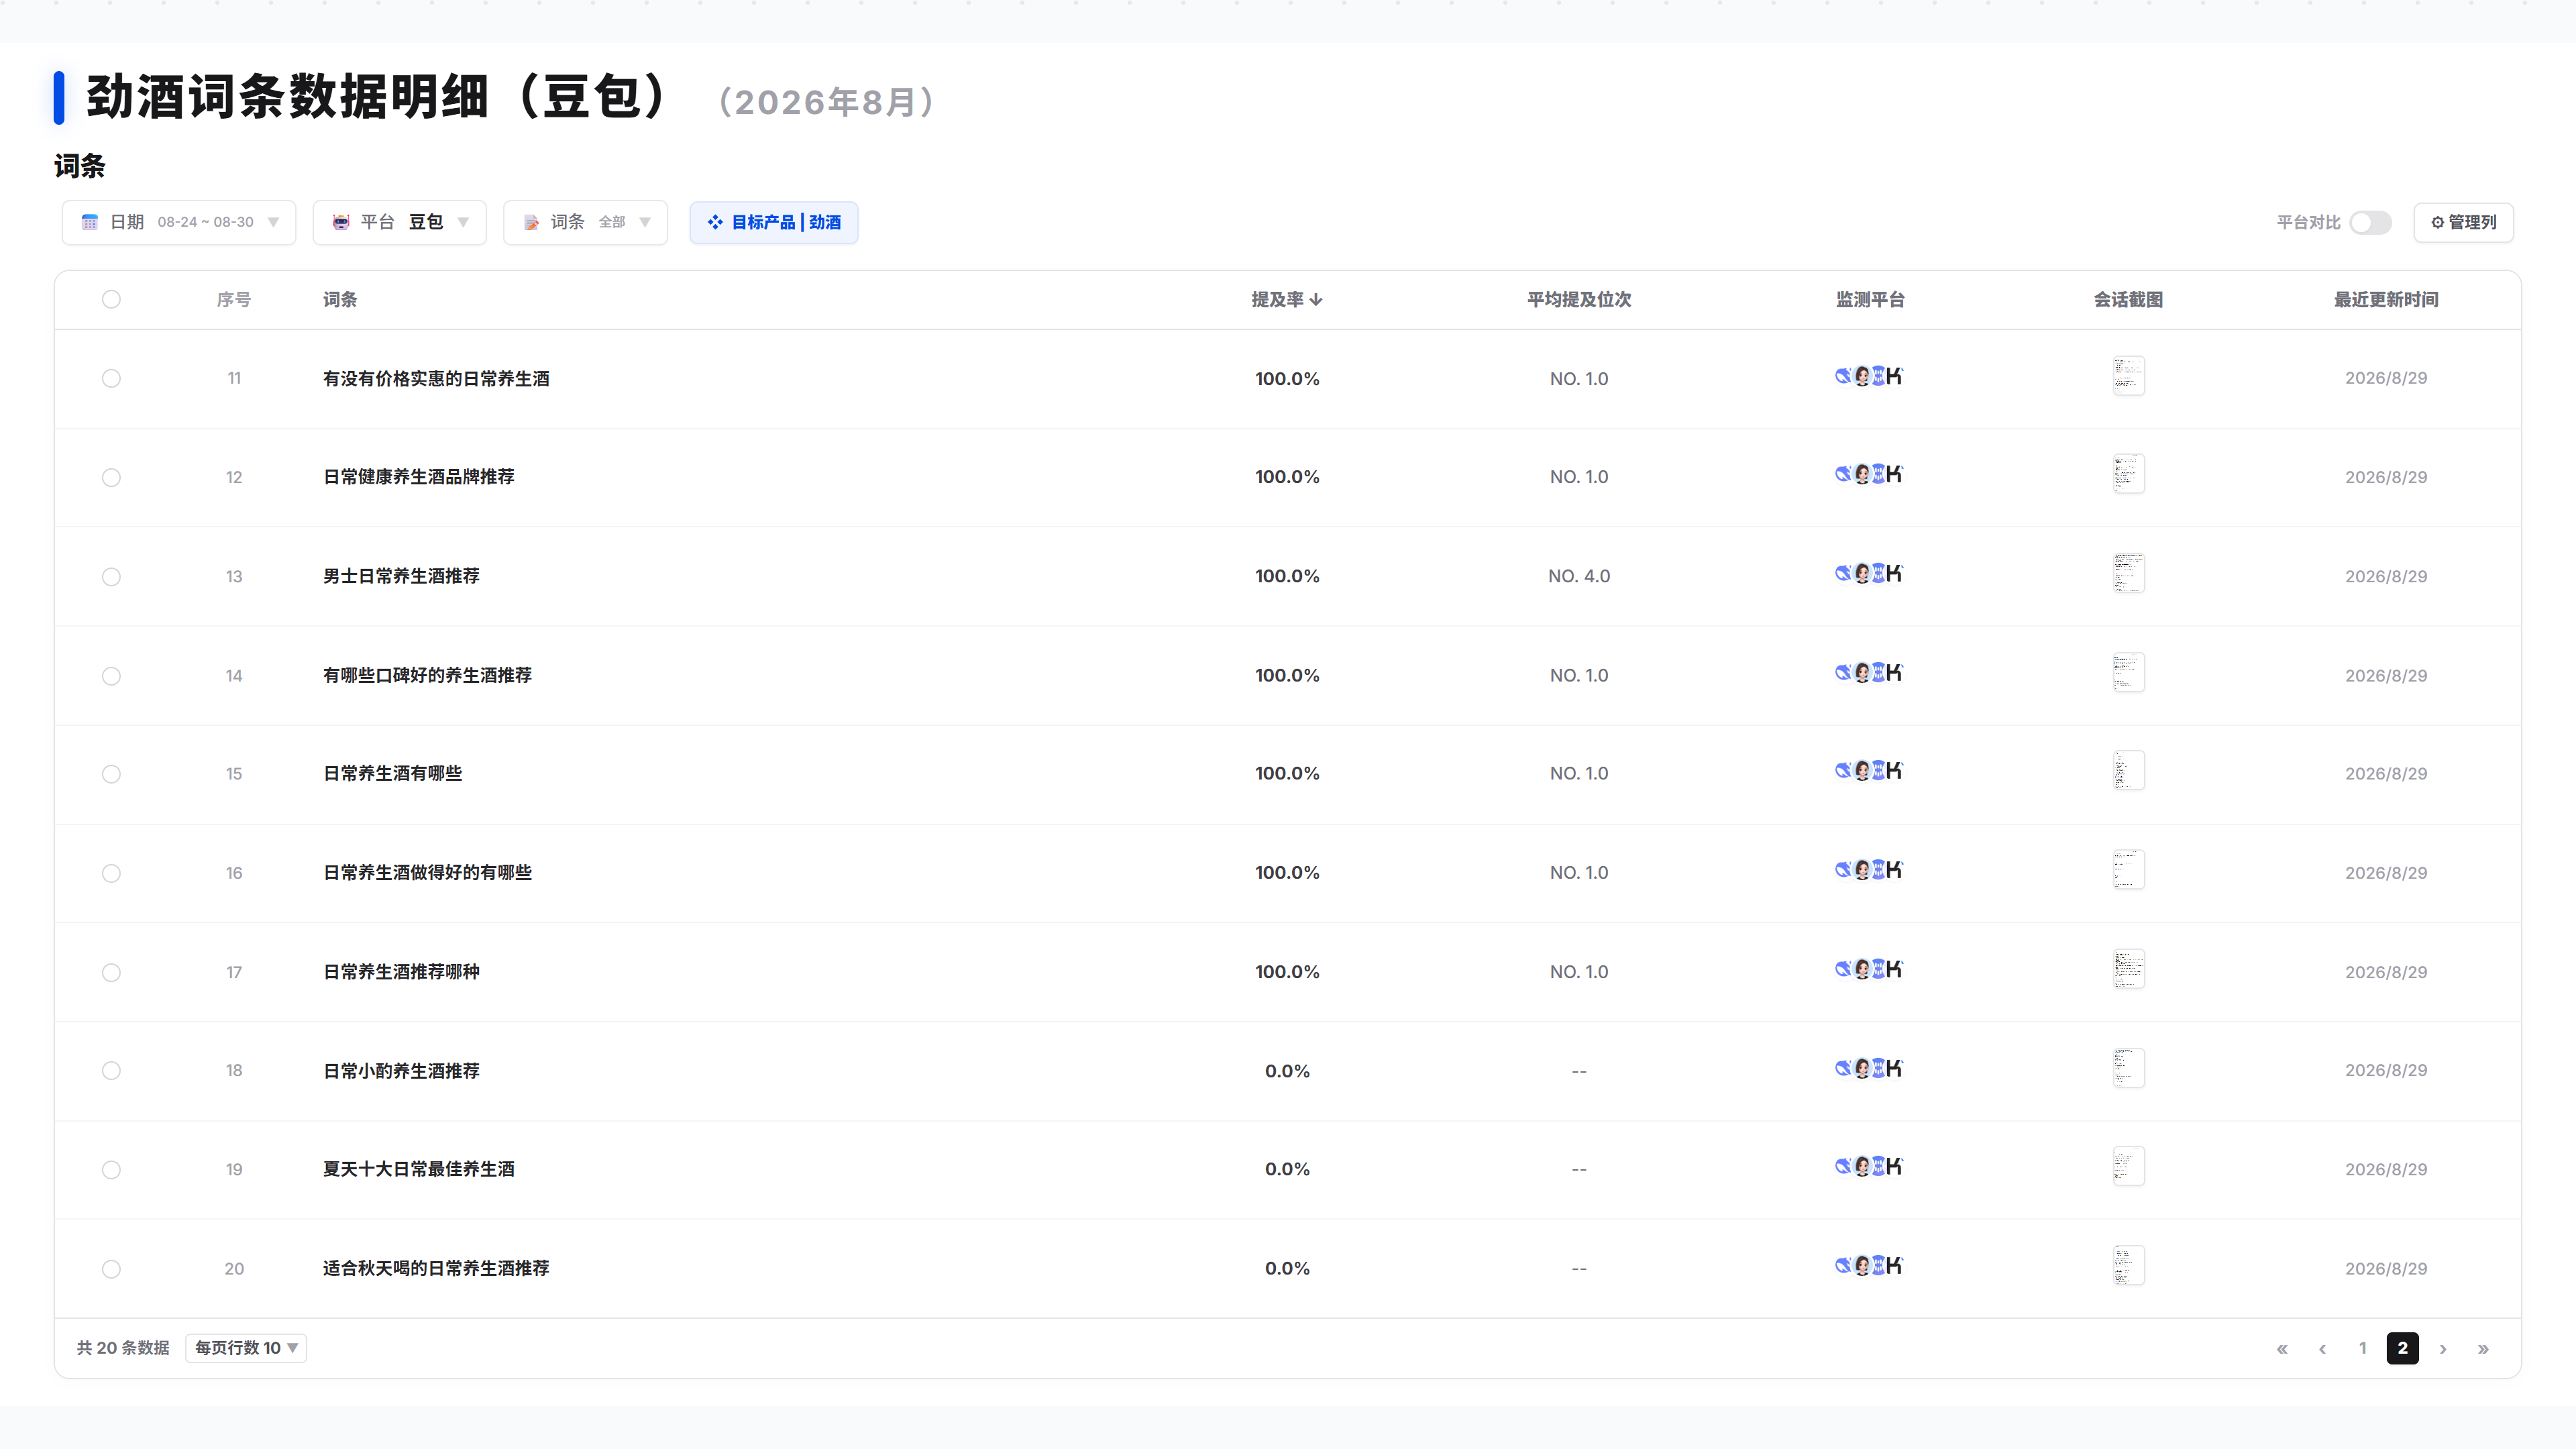 劲酒词条数据明细（豆包） （2026年8月）
词条
日期 08-24 ~ 08-30 ▼ 平台 豆包 ▼ 词条 全部 ▼ 目标产品 | 劲酒 平台对比 管理列
序号 词条 提及率 ↓ 平均提及位次 监测平台 会话截图 最近更新时间
11 有没有价格实惠的日常养生酒 100.0% NO. 1.0 2026/8/29
12 日常健康养生酒品牌推荐 100.0% NO. 1.0 2026/8/29
13 男士日常养生酒推荐 100.0% NO. 4.0 2026/8/29
14 有哪些口碑好的养生酒推荐 100.0% NO. 1.0 2026/8/29
15 日常养生酒有哪些 100.0% NO. 1.0 2026/8/29
16 日常养生酒做得好的有哪些 100.0% NO. 1.0 2026/8/29
17 日常养生酒推荐哪种 100.0% NO. 1.0 2026/8/29
18 日常小酌养生酒推荐 0.0% -- 2026/8/29
19 夏天十大日常最佳养生酒 0.0% -- 2026/8/29
20 适合秋天喝的日常养生酒推荐 0.0% -- 2026/8/29
共 20 条数据 每页行数 10 ▼ « ‹ 1 2 › »